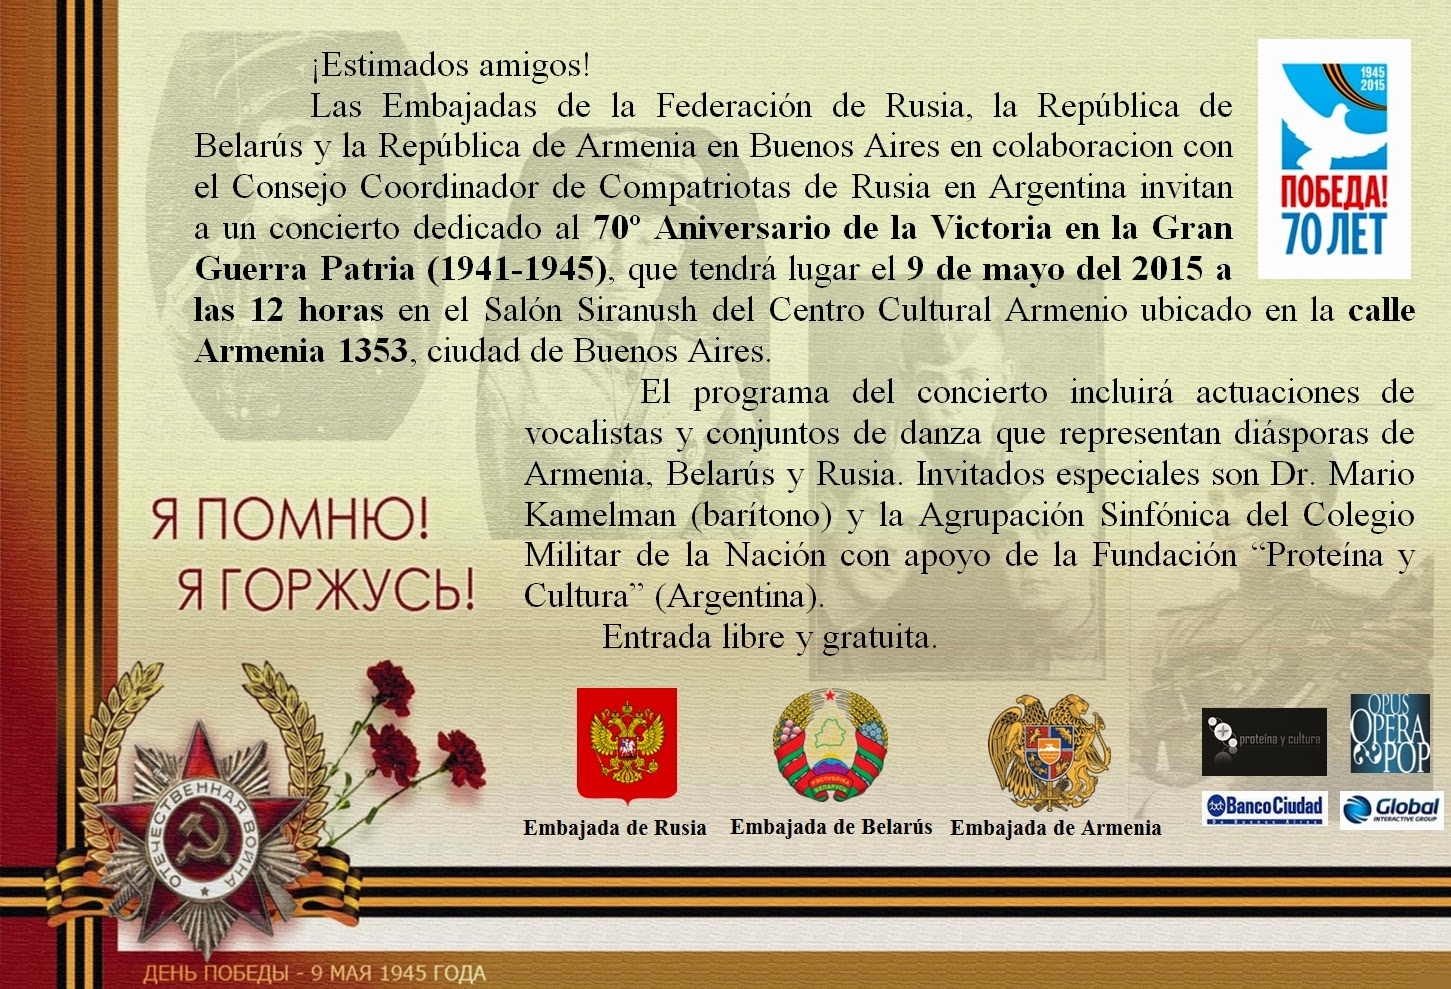 ¡Estimados amigos!
Las Embajadas de la Federación de Rusia, la República de
Belarús y la República de Armenia en Buenos Aires en colaboracion con
el Consejo Coordinador de Compatriotas de Rusia en Argentina invitan
a un concierto dedicado al 70º Aniversario de la Victoria en la Gran
Guerra Patria (1941-1945), que tendrá lugar el 9 de mayo del 2015 a
las 12 horas en el Salón Siranush del Centro Cultural Armenio ubicado en la calle
Armenia 1353, ciudad de Buenos Aires.
1945
2015
ПОБЕДА!
70 ЛЕТ
El programa del concierto incluirá actuaciones de
vocalistas y conjuntos de danza que representan diásporas de
Armenia, Belarús y Rusia. Invitados especiales son Dr. Mario
Kamelman (barítono) y la Agrupación Sinfónica del Colegio
Militar de la Nación con apoyo de la Fundación “Proteína y
Cultura” (Argentina).
Entrada libre y gratuita.
Я ПОМНЮ!
Я ГОРЖУСЬ!
ОТЕЧЕСТВЕННАЯ ВОЙНА
РЭСПУБЛІКА
БЕЛАРУСЬ
Embajada de Rusia
Embajada de Belarús
Embajada de Armenia
proteína y cultura
OPUS
OPERA
& POP
Banco Ciudad
De Buenos Aires
Global
INTERACTIVE GROUP
ДЕНЬ ПОБЕДЫ - 9 МАЯ 1945 ГОДА